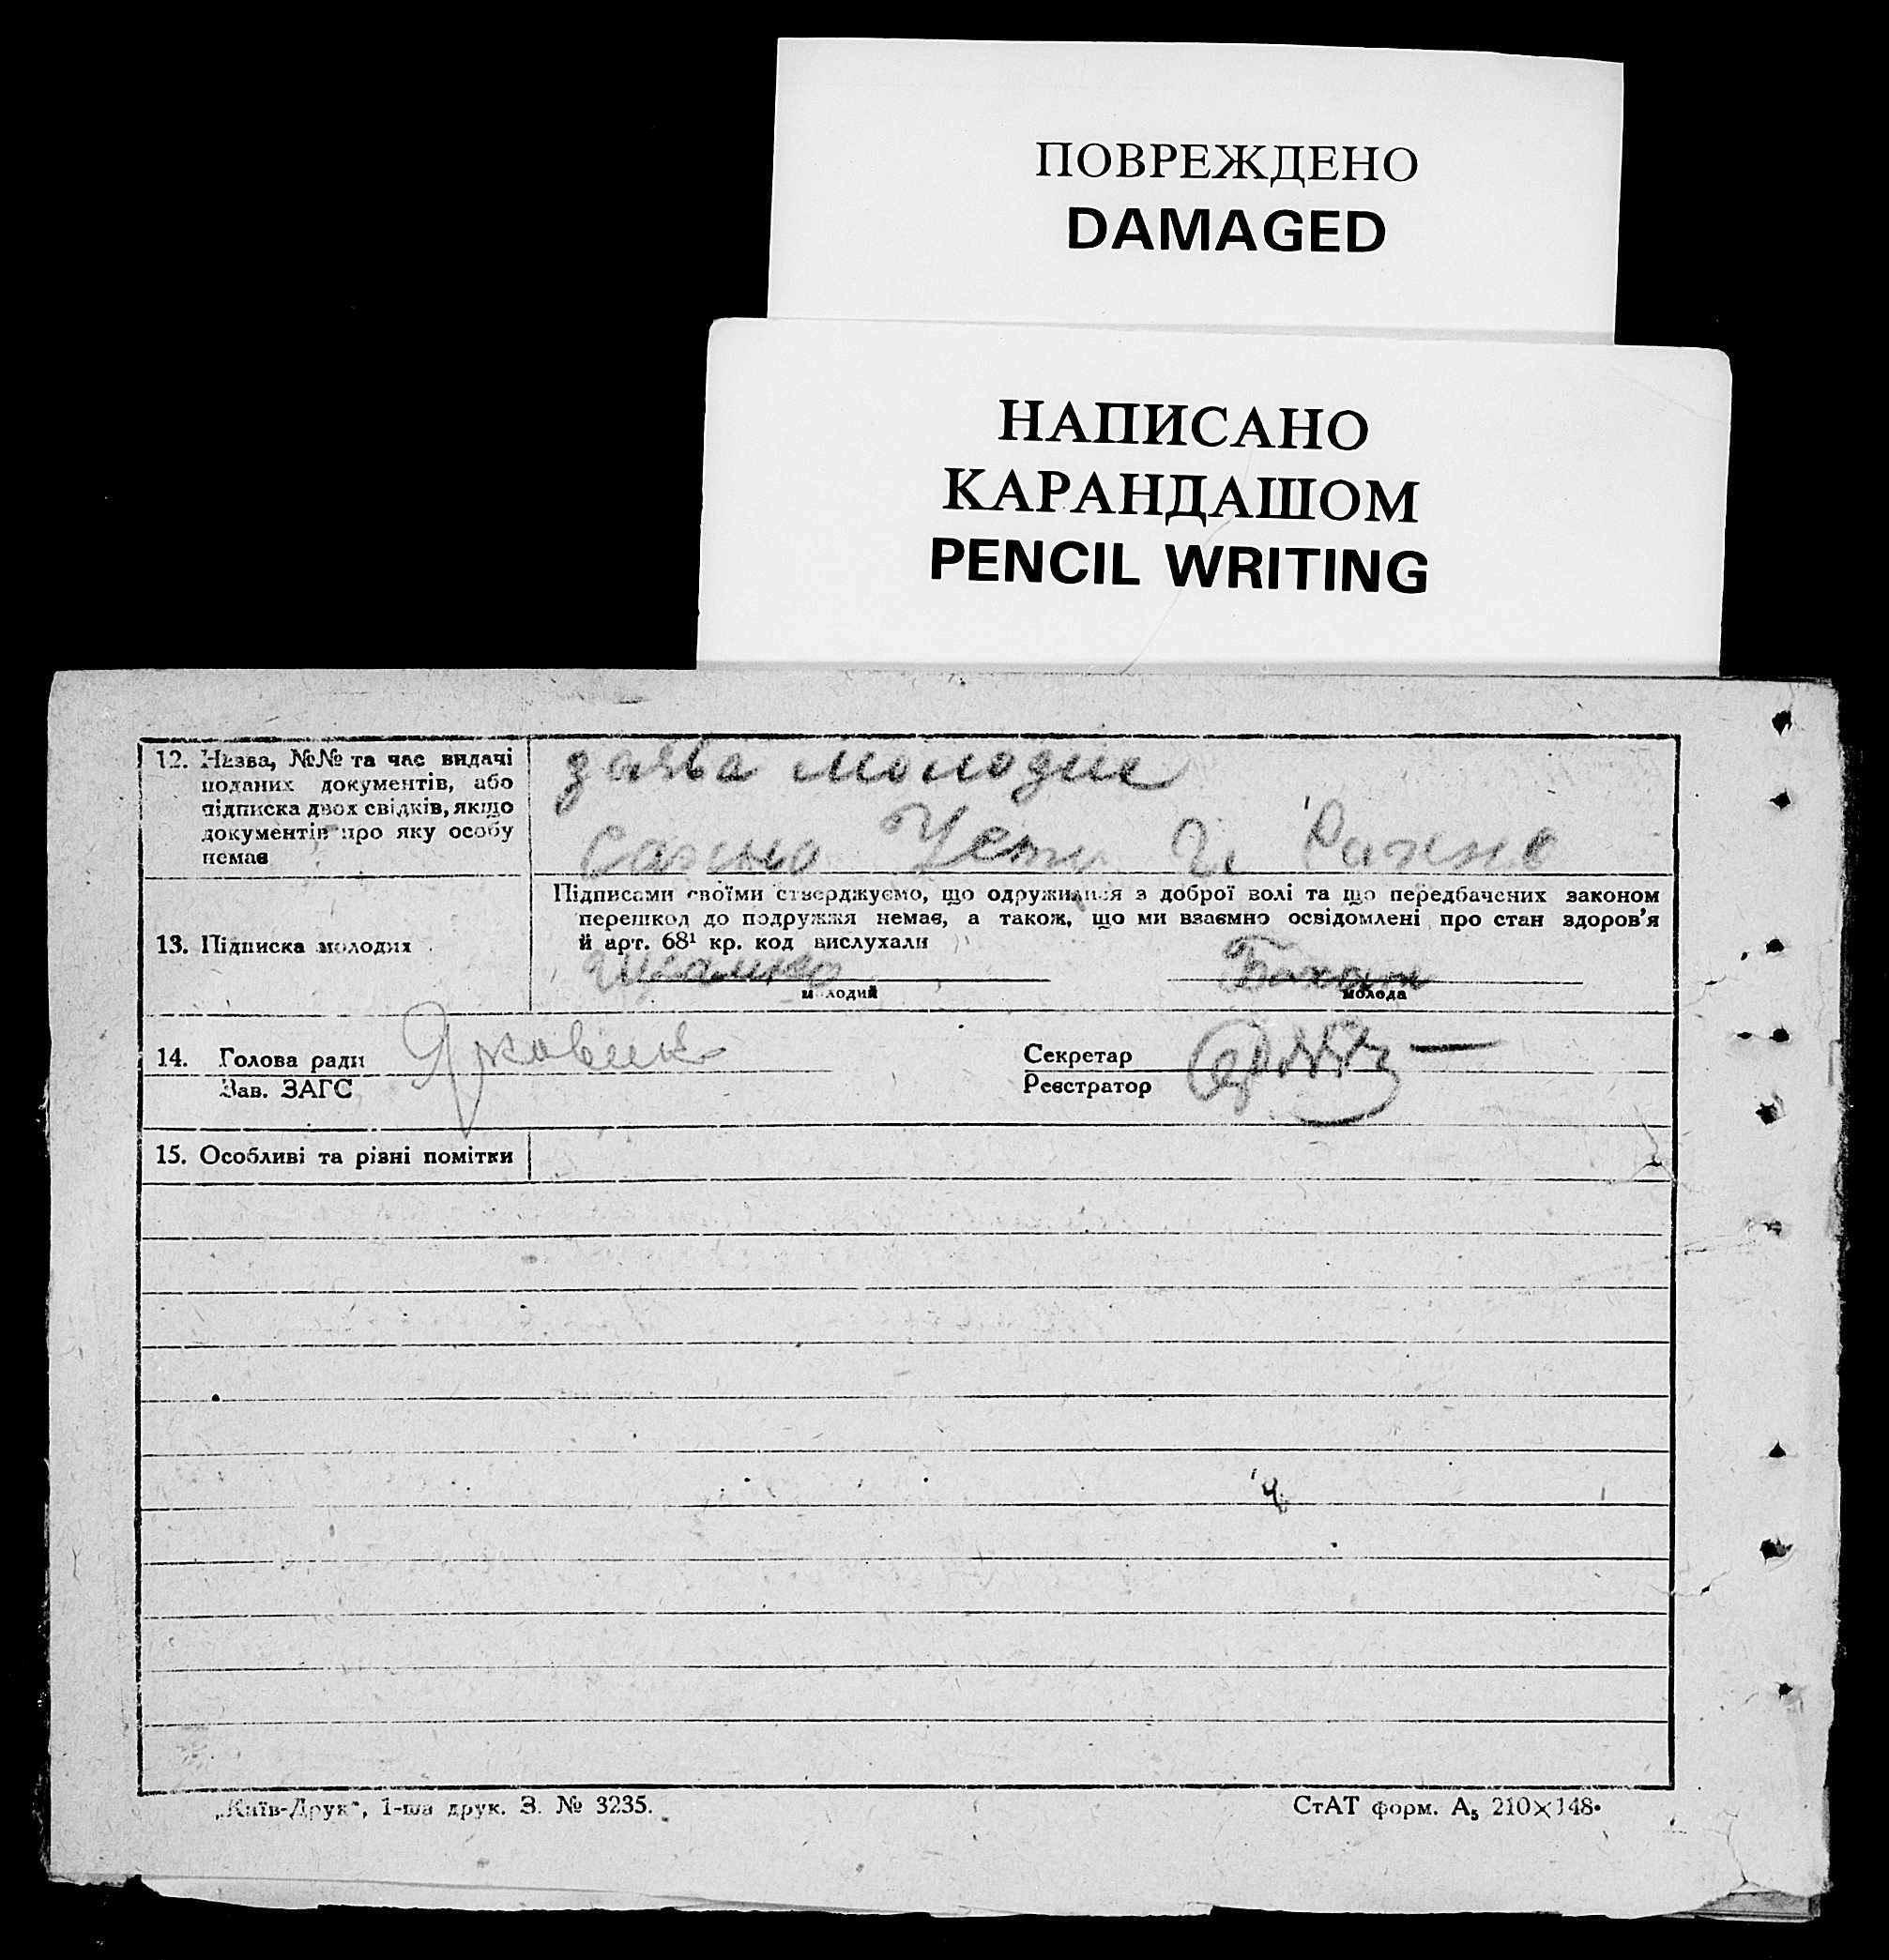 ПОВРЕЖДЕНО
DAMAGED
НАПИСАНО
КАРАНДАШОМ
PENCIL WRITING
12. Назва, №№ та час видачі
поданих документів, або
підписка двох свідків, якщо
документів про яку особу
немає
заява молодие
13. Підписка молодих
Підписами своїми стверджуємо, що одружилися з доброї волі та що передбачених законом
перешкод до подружжя немає, а також, що ми взаємно освідомлені про стан здоров'я
й арт. 68¹ кр. код вислухали
молодий
молода
14. Голова ради
Зав. ЗАГС
Секретар
Реєстратор
15. Особливі та різні помітки
„Київ-Друк“, 1-ша друк. З. № 3235.
СтАТ форм. А₅ 210×148.